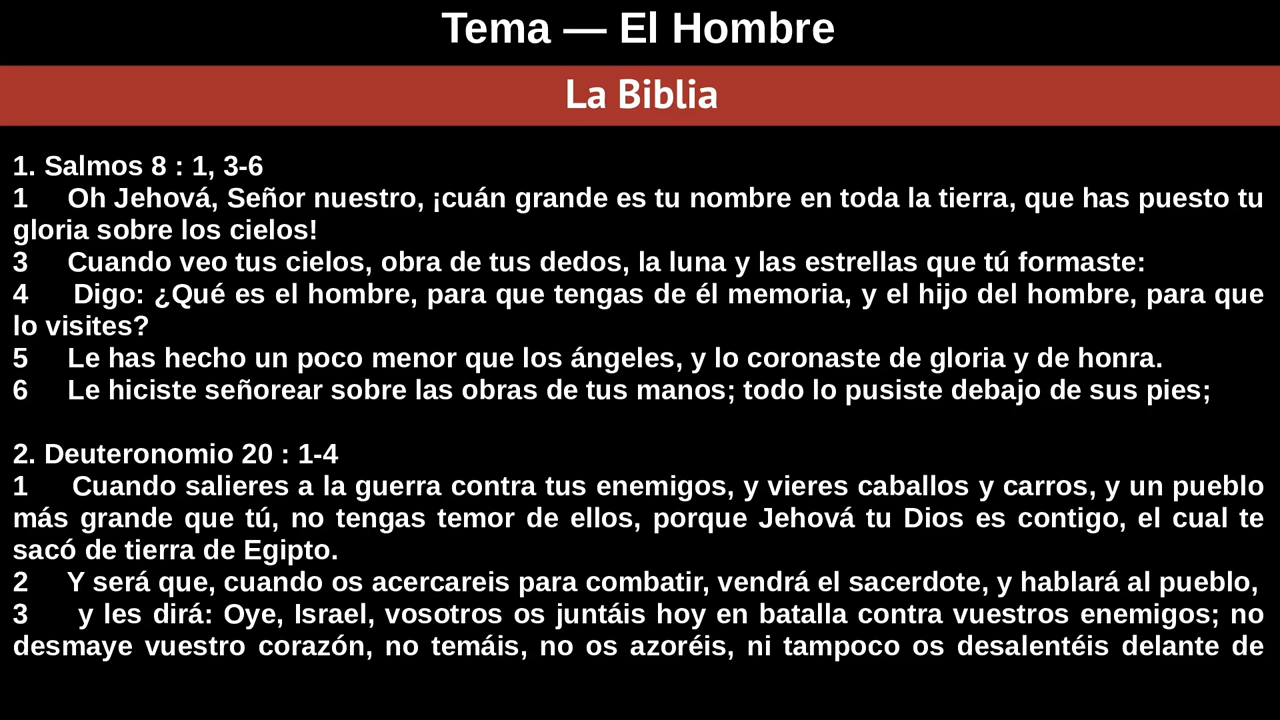 Tema — El Hombre
La Biblia
1. Salmos 8 : 1, 3-6
1 Oh Jehová, Señor nuestro, ¡cuán grande es tu nombre en toda la tierra, que has puesto tu
gloria sobre los cielos!
3 Cuando veo tus cielos, obra de tus dedos, la luna y las estrellas que tú formaste:
4 Digo: ¿Qué es el hombre, para que tengas de él memoria, y el hijo del hombre, para que
lo visites?
5 Le has hecho un poco menor que los ángeles, y lo coronaste de gloria y de honra.
6 Le hiciste señorear sobre las obras de tus manos; todo lo pusiste debajo de sus pies;
2. Deuteronomio 20 : 1-4
1 Cuando salieres a la guerra contra tus enemigos, y vieres caballos y carros, y un pueblo
más grande que tú, no tengas temor de ellos, porque Jehová tu Dios es contigo, el cual te
sacó de tierra de Egipto.
2 Y será que, cuando os acercareis para combatir, vendrá el sacerdote, y hablará al pueblo,
3 y les dirá: Oye, Israel, vosotros os juntáis hoy en batalla contra vuestros enemigos; no
desmaye vuestro corazón, no temáis, no os azoréis, ni tampoco os desalentéis delante de